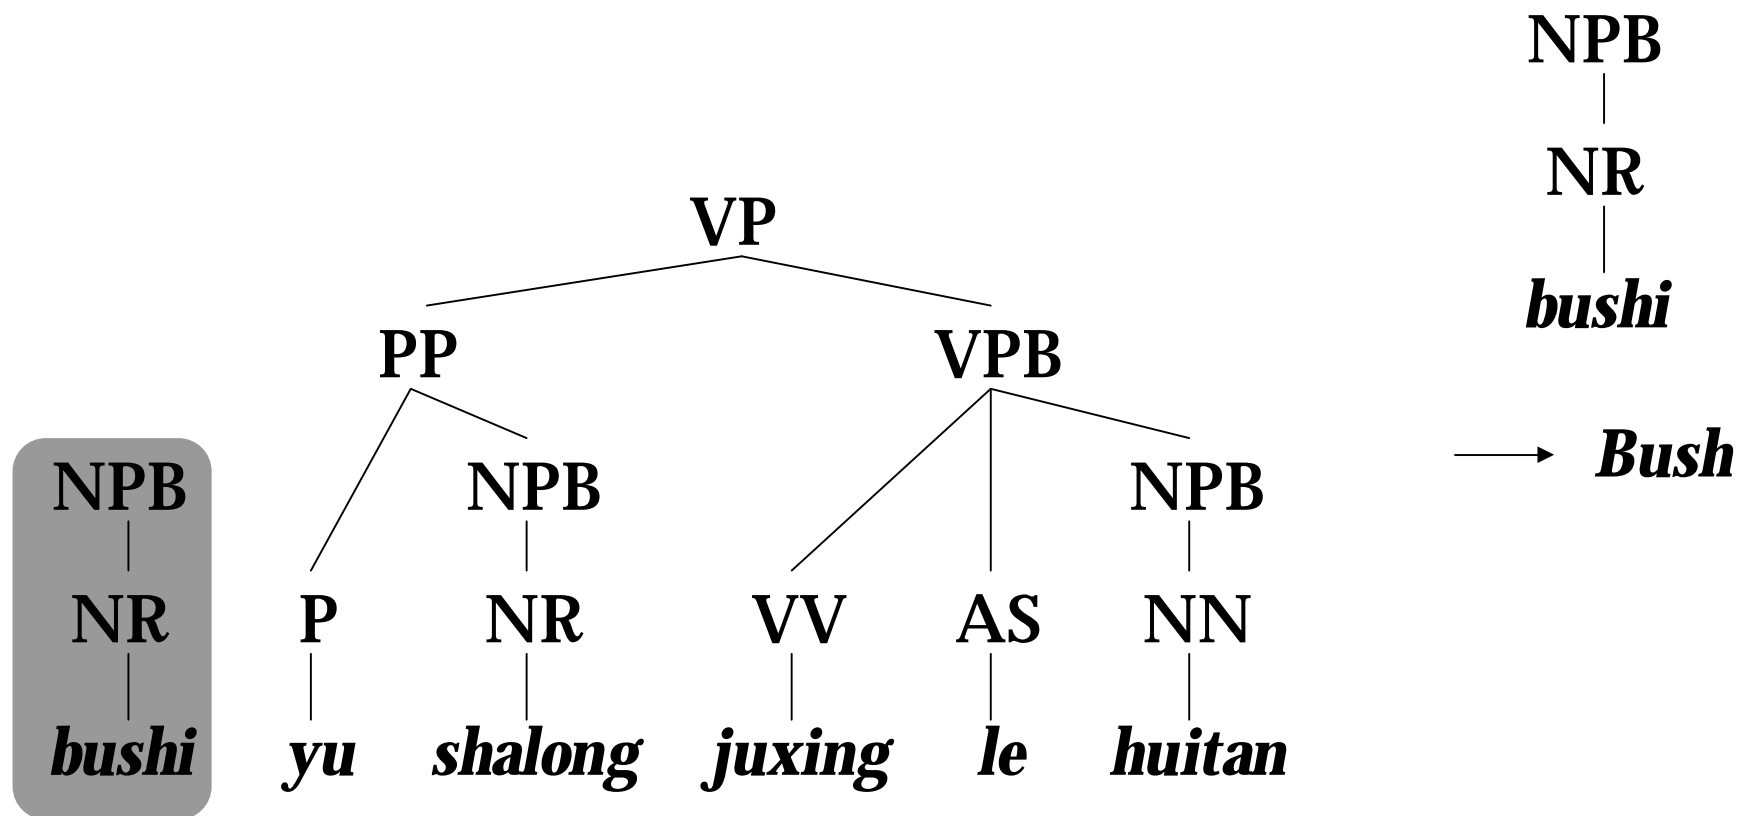 NPB
NR
bushi
VP
PP VPB
Bush
NPB NPB NPB
NR P NR VV AS NN
bushi yu shalong juxing le huitan